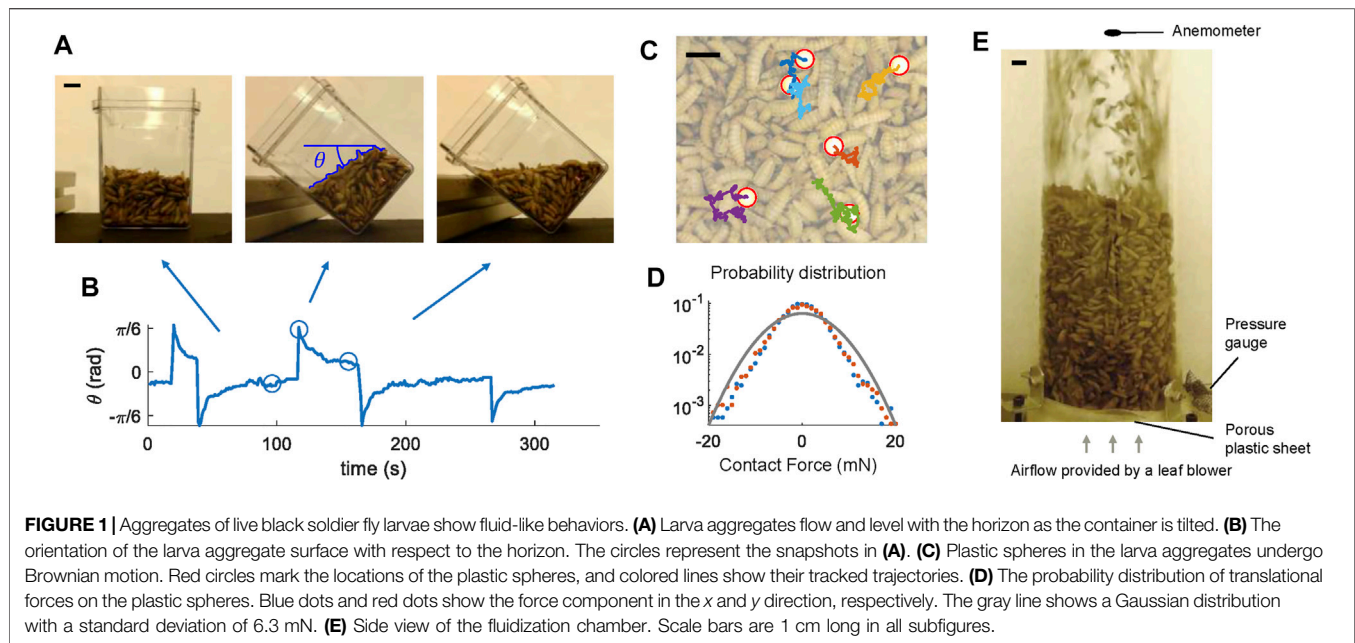 A
θ
B
π/6
0
-π/6
θ (rad)
0
100
200
300
time (s)
C
D
Probability distribution
10-1
10-2
10-3
-20
0
20
Contact Force (mN)
E
Anemometer
Pressure
gauge
Porous
plastic sheet
Airflow provided by a leaf blower
FIGURE 1 | Aggregates of live black soldier fly larvae show fluid-like behaviors. (A) Larva aggregates flow and level with the horizon as the container is tilted. (B) The
orientation of the larva aggregate surface with respect to the horizon. The circles represent the snapshots in (A). (C) Plastic spheres in the larva aggregates undergo
Brownian motion. Red circles mark the locations of the plastic spheres, and colored lines show their tracked trajectories. (D) The probability distribution of translational
forces on the plastic spheres. Blue dots and red dots show the force component in the x and y direction, respectively. The gray line shows a Gaussian distribution
with a standard deviation of 6.3 mN. (E) Side view of the fluidization chamber. Scale bars are 1 cm long in all subfigures.